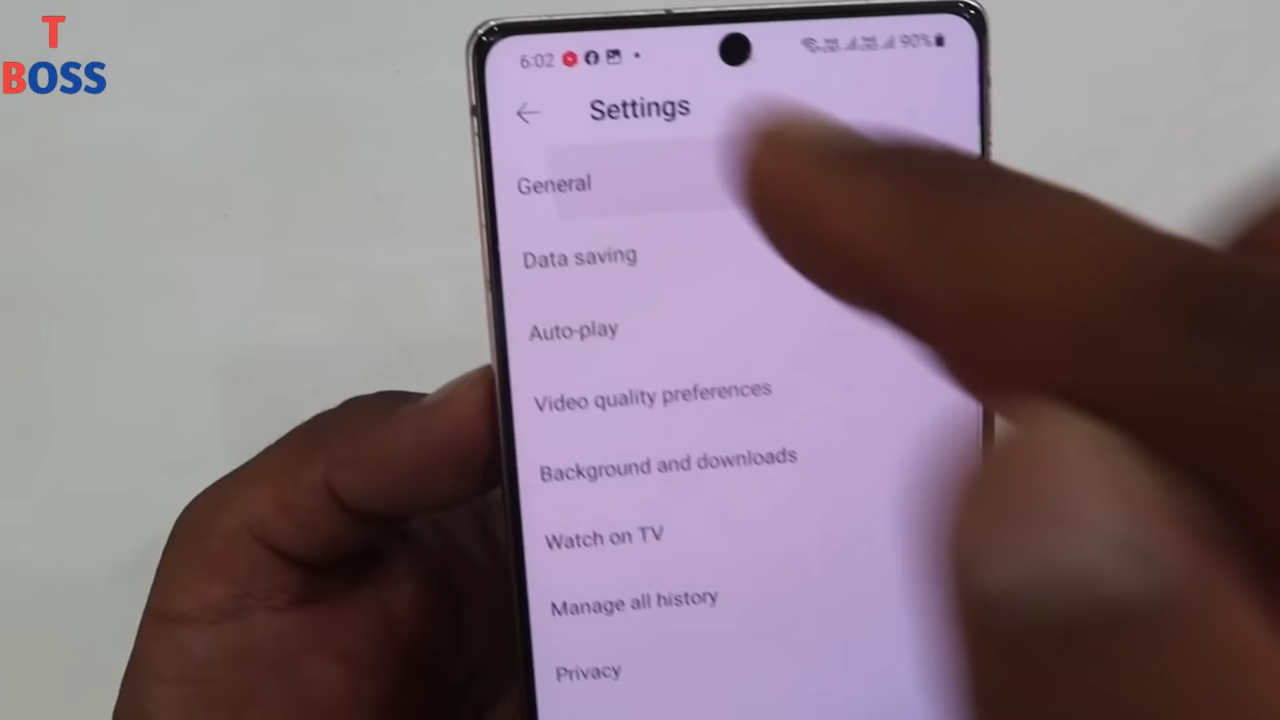 T
BOSS
6:02 90%
Settings
General
Data saving
Auto-play
Video quality preferences
Background and downloads
Watch on TV
Manage all history
Privacy